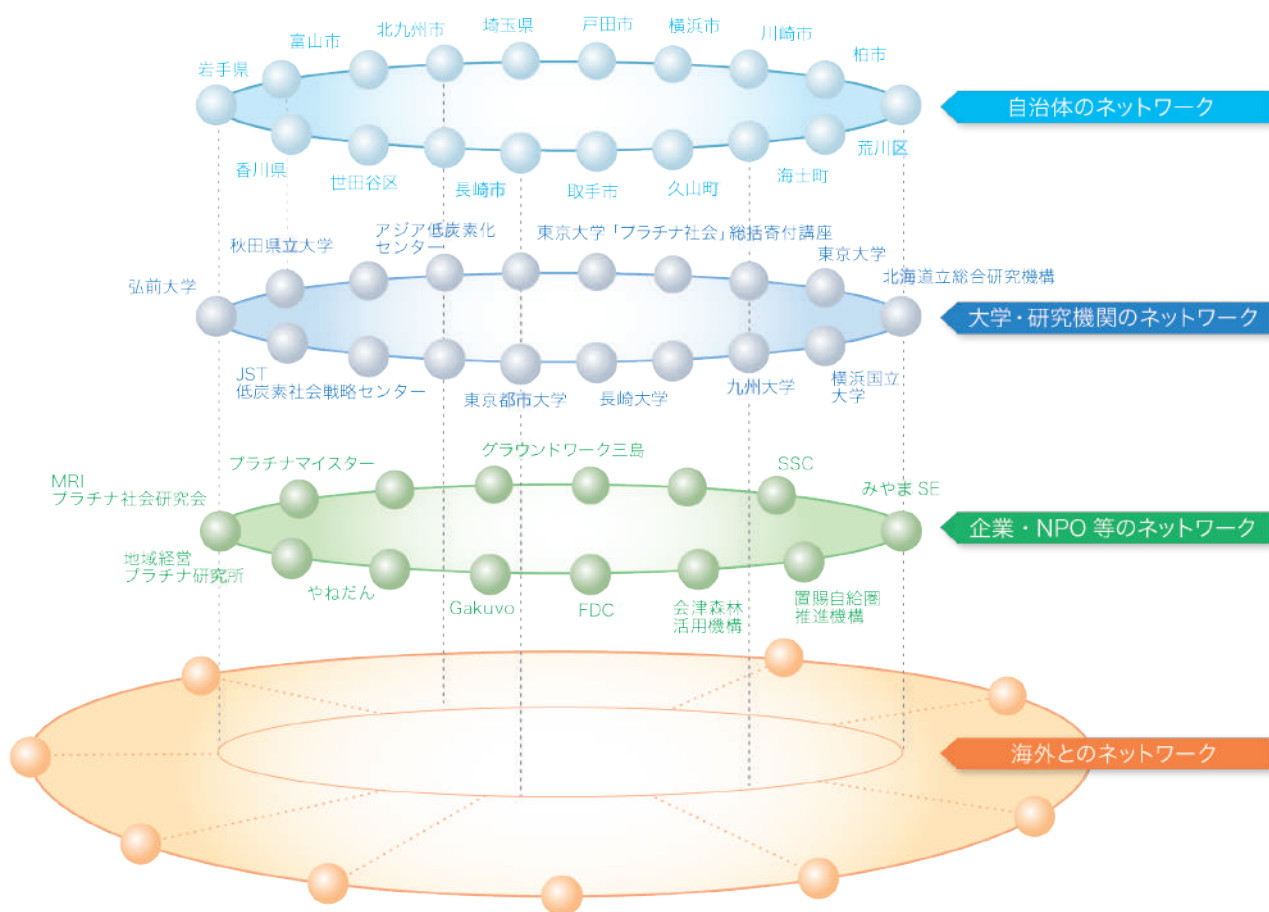 岩手県
富山市
北九州市
埼玉県
戸田市
横浜市
川崎市
柏市
自治体のネットワーク
香川県
世田谷区
長崎市
取手市
久山町
海士町
荒川区
弘前大学
秋田県立大学
アジア低炭素化
センター
東京大学「プラチナ社会」総括寄付講座
東京大学
北海道立総合研究機構
大学・研究機関のネットワーク
JST
低炭素社会戦略センター
東京都市大学
長崎大学
九州大学
横浜国立
大学
MRI
プラチナ社会研究会
プラチナマイスター
グラウンドワーク三島
SSC
みやま SE
企業・NPO 等のネットワーク
地域経営
プラチナ研究所
やねだん
Gakuvo
FDC
会津森林
活用機構
置賜自給圏
推進機構
海外とのネットワーク